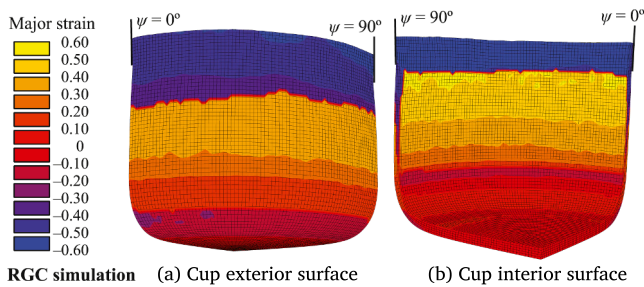 Major strain
0.60
0.50
0.40
0.30
0.20
0.10
0
–0.10
–0.20
–0.30
–0.40
–0.50
–0.60
RGC simulation
ψ = 0º
ψ = 90º
(a) Cup exterior surface
ψ = 90º
ψ = 0º
(b) Cup interior surface